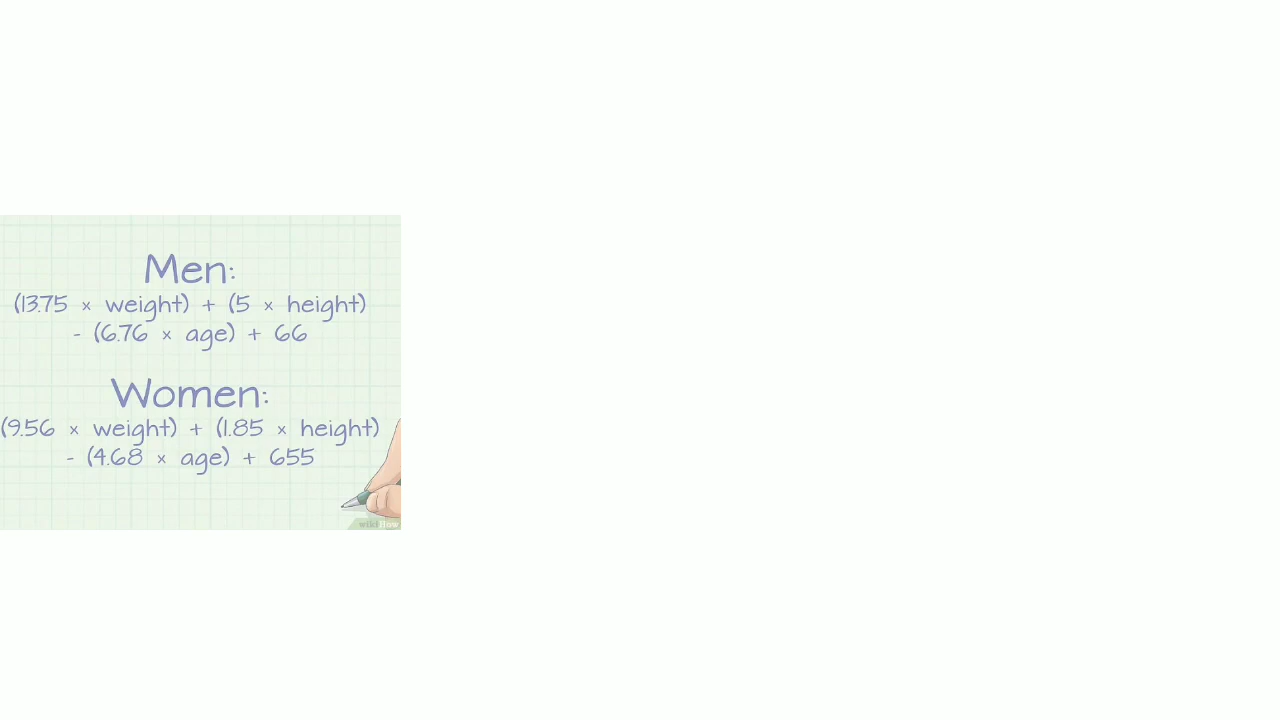 Men:
(13.75 × weight) + (5 × height)
- (6.76 × age) + 66
Women:
(9.56 × weight) + (1.85 × height)
- (4.68 × age) + 655
wikiHow